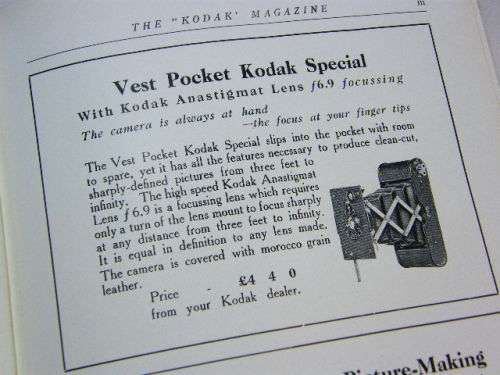 THE "KODAK" MAGAZINE
iii
Vest Pocket Kodak Special
With Kodak Anastigmat Lens f6.9 focussing
The camera is always at hand
—the focus at your finger tips
The Vest Pocket Kodak Special slips into the pocket with room
to spare, yet it has all the features necessary to produce clean-cut,
sharply-defined pictures from three feet to
infinity. The high speed Kodak Anastigmat
Lens f6.9 is a focussing lens which requires
only a turn of the lens mount to focus sharply
at any distance from three feet to infinity.
It is equal in definition to any lens made.
The camera is covered with morocco grain
leather.
Price - £4 4 0
from your Kodak dealer.
Picture-Making